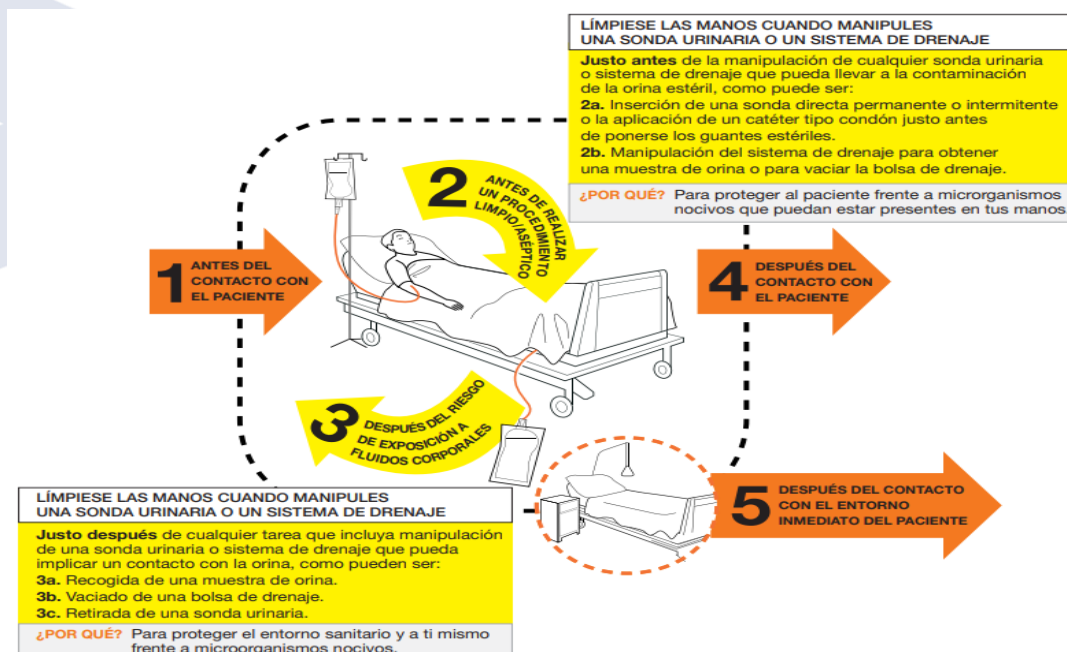 LÍMPIESE LAS MANOS CUANDO MANIPULES
UNA SONDA URINARIA O UN SISTEMA DE DRENAJE
Justo antes de la manipulación de cualquier sonda urinaria
o sistema de drenaje que pueda llevar a la contaminación
de la orina estéril, como puede ser:
2a. Inserción de una sonda directa permanente o intermitente
o la aplicación de un catéter tipo condón justo antes
de ponerse los guantes estériles.
2b. Manipulación del sistema de drenaje para obtener
una muestra de orina o para vaciar la bolsa de drenaje.
¿POR QUÉ? Para proteger al paciente frente a microrganismos
nocivos que puedan estar presentes en tus manos.
1 ANTES DEL
CONTACTO CON
EL PACIENTE
2 ANTES DE REALIZAR
UN PROCEDIMIENTO
LIMPIO/ASÉPTICO
4 DESPUÉS DEL
CONTACTO CON
EL PACIENTE
3 DESPUÉS DEL RIESGO
DE EXPOSICIÓN A
FLUIDOS CORPORALES
5 DESPUÉS DEL CONTACTO
CON EL ENTORNO
INMEDIATO DEL PACIENTE
LÍMPIESE LAS MANOS CUANDO MANIPULES
UNA SONDA URINARIA O UN SISTEMA DE DRENAJE
Justo después de cualquier tarea que incluya manipulación
de una sonda urinaria o sistema de drenaje que pueda
implicar un contacto con la orina, como pueden ser:
3a. Recogida de una muestra de orina.
3b. Vaciado de una bolsa de drenaje.
3c. Retirada de una sonda urinaria.
¿POR QUÉ? Para proteger el entorno sanitario y a ti mismo
frente a microorganismos nocivos.